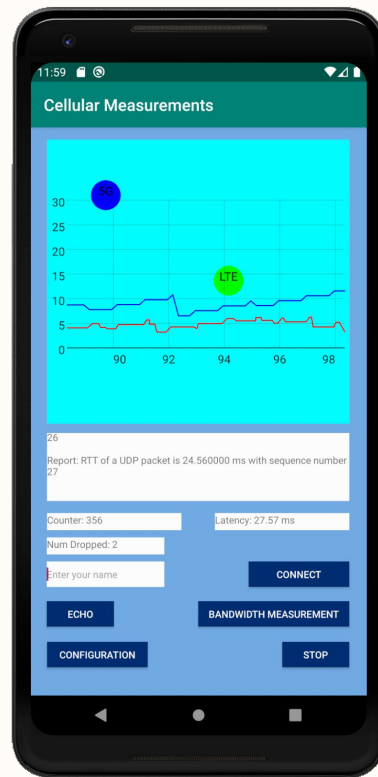 11:59
Cellular Measurements
5G
30
25
20
LTE
15
10
5
0
90 92 94 96 98
26
Report: RTT of a UDP packet is 24.560000 ms with sequence number
27
Counter: 356 Latency: 27.57 ms
Num Dropped: 2
Enter your name CONNECT
ECHO BANDWIDTH MEASUREMENT
CONFIGURATION STOP